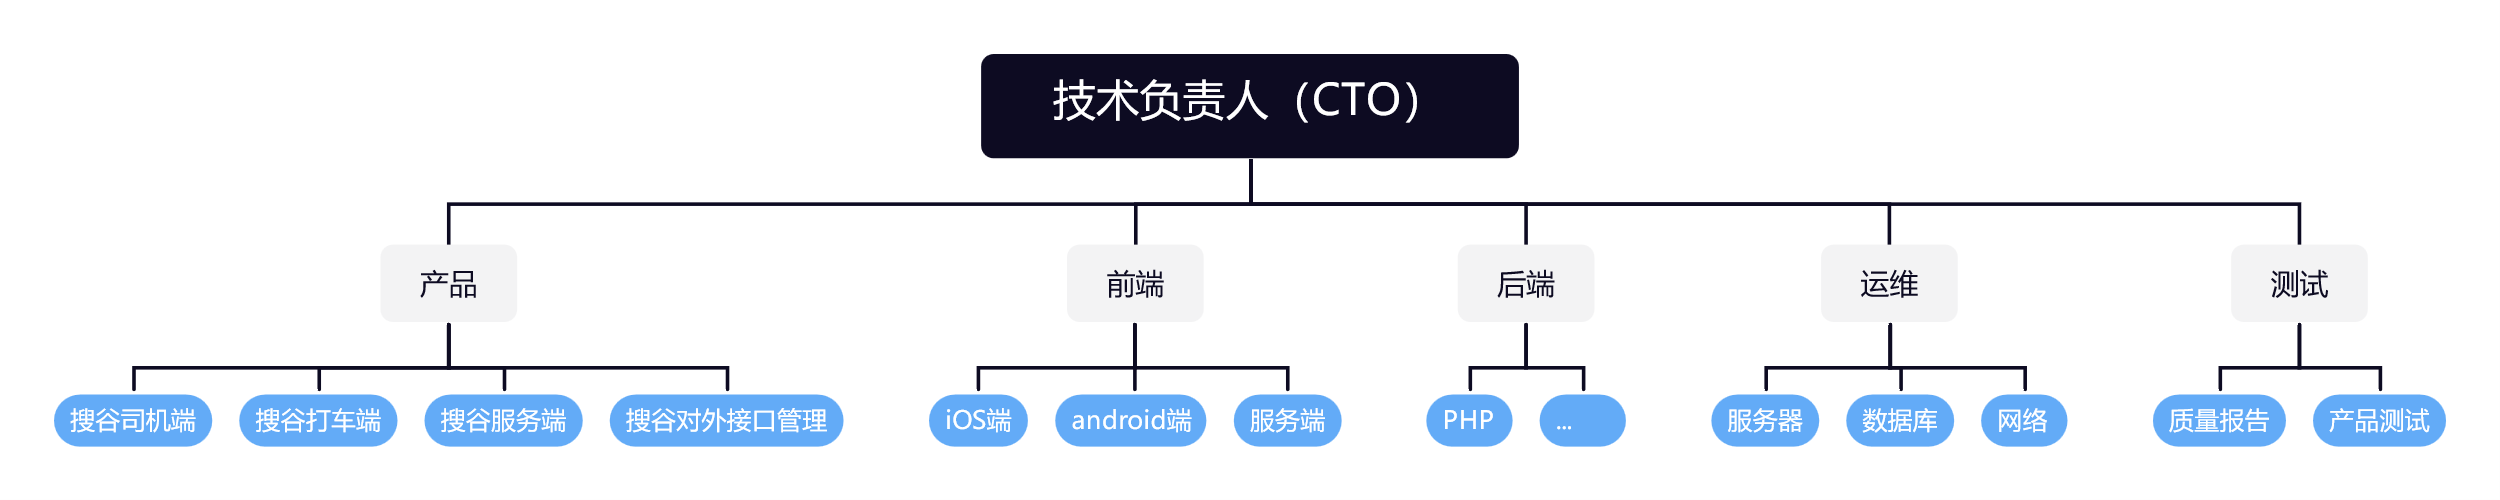 技术负责人（CTO）
产品
前端
后端
运维
测试
搜谷司机端
搜谷打车端
搜谷服务端
搜谷对外接口管理
iOS端
android端
服务端
PHP
...
服务器
数据库
网络
质量报告
产品测试